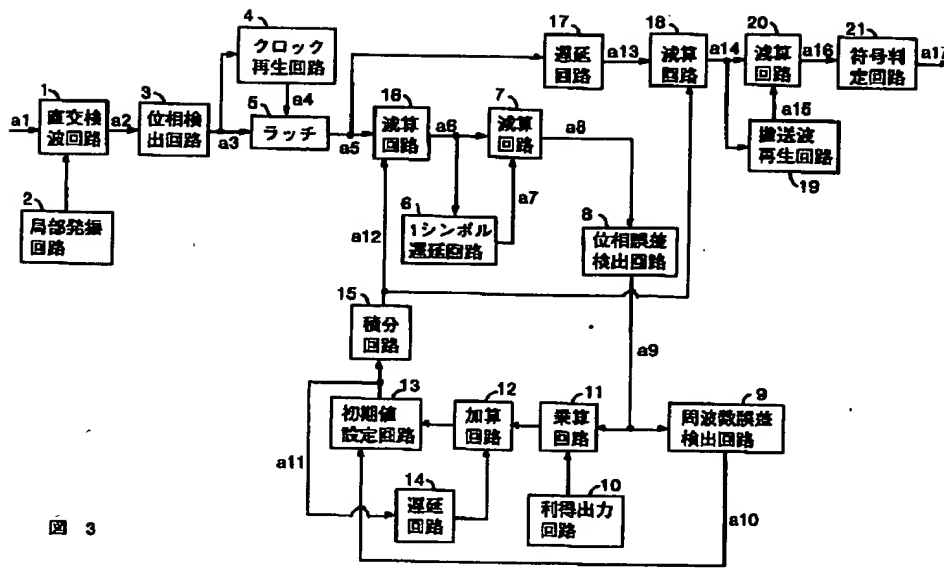 4
クロック
再生回路
17
遅延
回路
a13
18
減算
回路
a14
20
減算
回路
a16
21
符号判
定回路
a17
a1
1
直交検
波回路
a2
3
位相検
出回路
a3
a4
5
ラッチ
a5
16
減算
回路
a6
7
減算
回路
a8
a15
搬送波
再生回路
19
2
局部発振
回路
a12
6
1シンボル
遅延回路
a7
8
位相誤差
検出回路
15
積分
回路
a9
13
初期値
設定回路
12
加算
回路
11
乗算
回路
9
周波数誤差
検出回路
a11
14
遅延
回路
10
利得出力
回路
a10
図 3